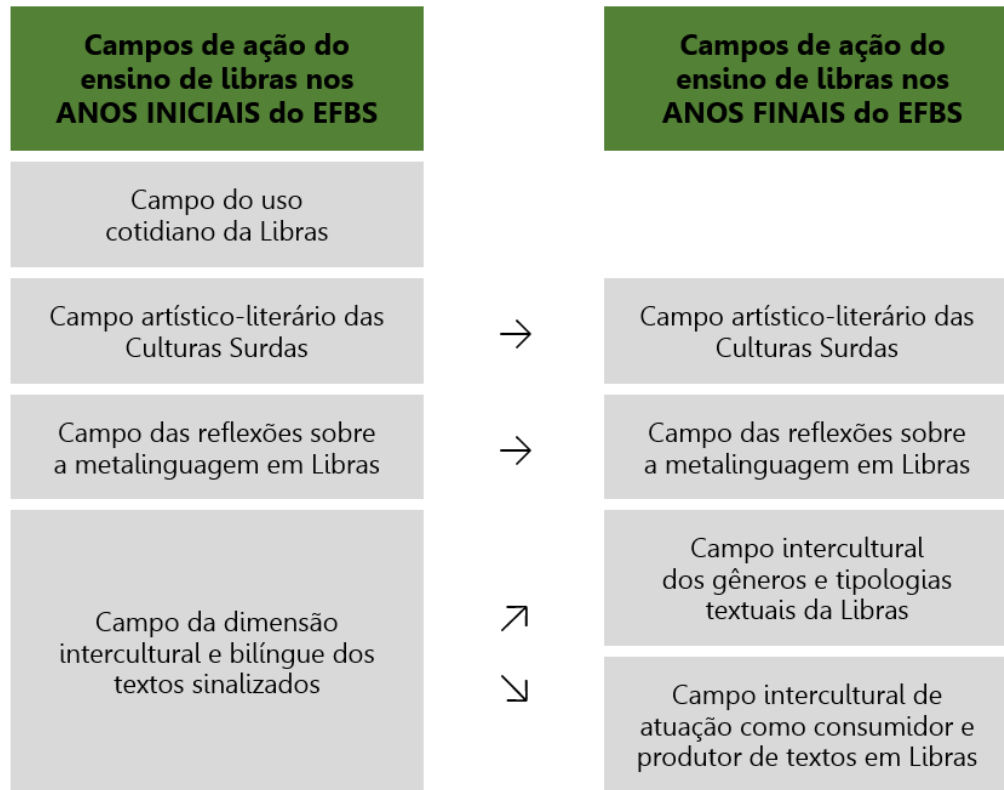 Campos de ação do
ensino de libras nos
ANOS INICIAIS do EFBS
Campos de ação do
ensino de libras nos
ANOS FINAIS do EFBS
Campo do uso
cotidiano da Libras
Campo artístico-literário das
Culturas Surdas
→
Campo artístico-literário das
Culturas Surdas
Campo das reflexões sobre
a metalinguagem em Libras
→
Campo das reflexões sobre
a metalinguagem em Libras
Campo da dimensão
intercultural e bilíngue dos
textos sinalizados
↗
↘
Campo intercultural
dos gêneros e tipologias
textuais da Libras
Campo intercultural de
atuação como consumidor e
produtor de textos em Libras